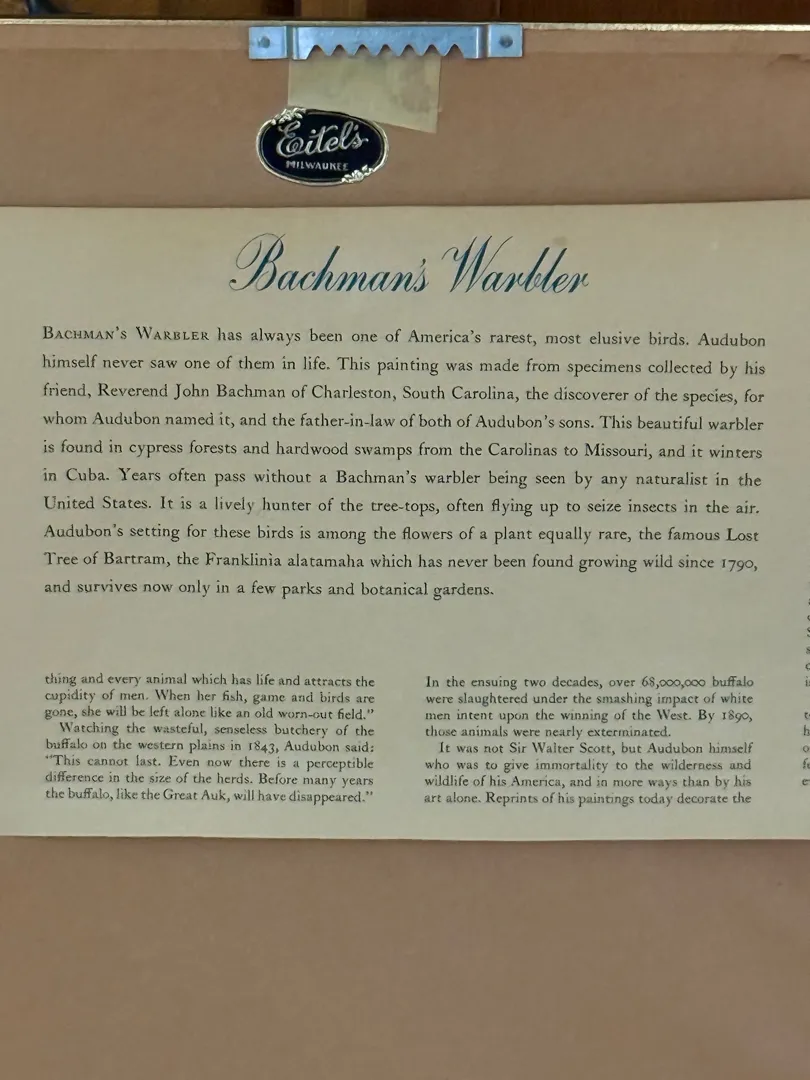 Eitel's
MILWAUKEE
Bachman's Warbler
BACHMAN'S WARBLER has always been one of America's rarest, most elusive birds. Audubon
himself never saw one of them in life. This painting was made from specimens collected by his
friend, Reverend John Bachman of Charleston, South Carolina, the discoverer of the species, for
whom Audubon named it, and the father-in-law of both of Audubon's sons. This beautiful warbler
is found in cypress forests and hardwood swamps from the Carolinas to Missouri, and it winters
in Cuba. Years often pass without a Bachman's warbler being seen by any naturalist in the
United States. It is a lively hunter of the tree-tops, often flying up to seize insects in the air.
Audubon's setting for these birds is among the flowers of a plant equally rare, the famous Lost
Tree of Bartram, the Franklinia alatamaha which has never been found growing wild since 1790,
and survives now only in a few parks and botanical gardens.
thing and every animal which has life and attracts the
cupidity of men. When her fish, game and birds are
gone, she will be left alone like an old worn-out field."
Watching the wasteful, senseless butchery of the
buffalo on the western plains in 1843, Audubon said:
"This cannot last. Even now there is a perceptible
difference in the size of the herds. Before many years
the buffalo, like the Great Auk, will have disappeared."
In the ensuing two decades, over 68,000,000 buffalo
were slaughtered under the smashing impact of white
men intent upon the winning of the West. By 1890,
those animals were nearly exterminated.
It was not Sir Walter Scott, but Audubon himself
who was to give immortality to the wilderness and
wildlife of his America, and in more ways than by his
art alone. Reprints of his paintings today decorate the